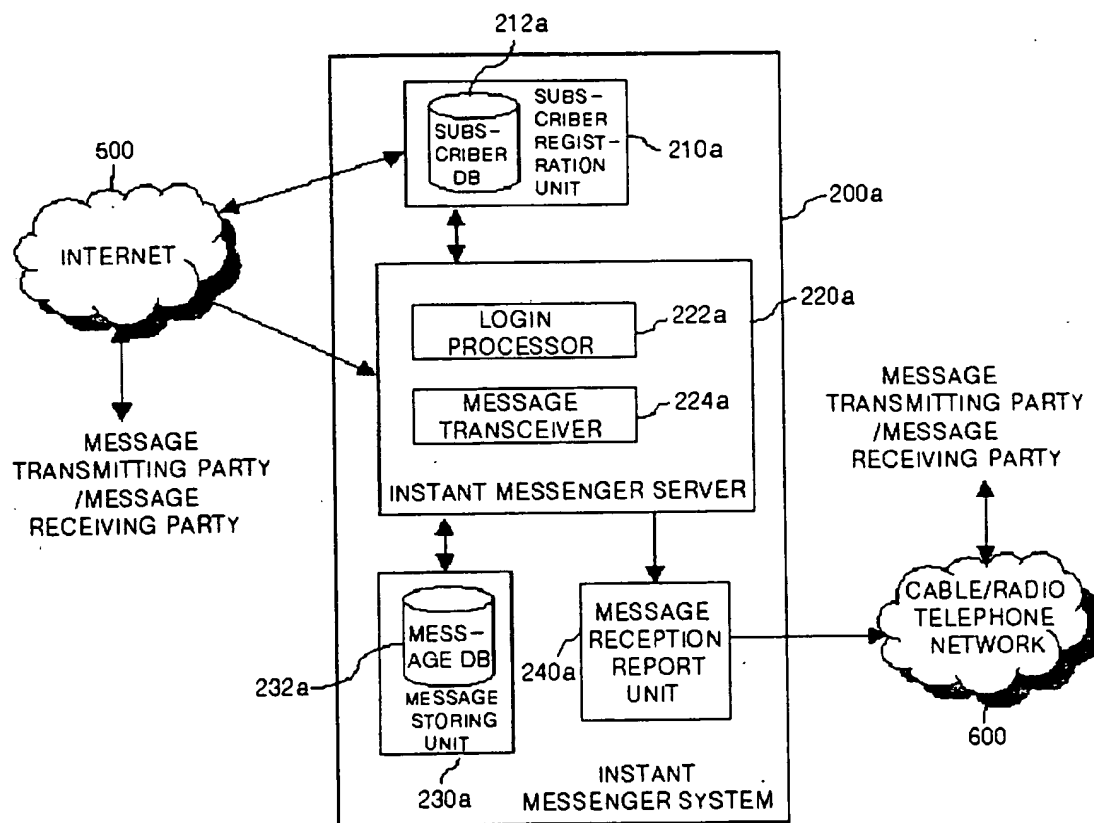 212a
SUBS-
CRIBER
DB
SUBS-
CRIBER
REGIST-
RATION
UNIT
210a
500
INTERNET
200a
220a
LOGIN
PROCESSOR
222a
MESSAGE
TRANSCEIVER
224a
INSTANT MESSENGER SERVER
MESSAGE
TRANSMITTING PARTY
/MESSAGE
RECEIVING PARTY
MESSAGE
TRANSMITTING PARTY
/MESSAGE
RECEIVING PARTY
MESS-
AGE DB
232a
MESSAGE
STORING
UNIT
230a
MESSAGE
RECEPTION
REPORT
UNIT
240a
CABLE/RADIO
TELEPHONE
NETWORK
600
INSTANT
MESSENGER SYSTEM